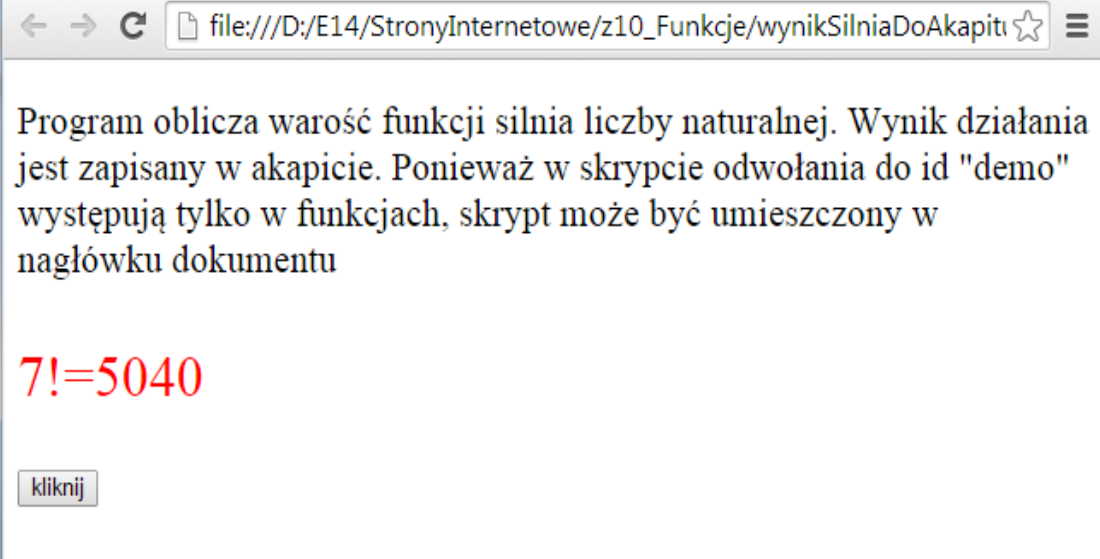 file:///D:/E14/StronyInternetowe/z10_Funkcje/wynikSilniaDoAkapitu
Program oblicza warość funkcji silnia liczby naturalnej. Wynik działania
jest zapisany w akapicie. Ponieważ w skrypcie odwołania do id "demo"
występują tylko w funkcjach, skrypt może być umieszczony w
nagłówku dokumentu
7!=5040
kliknij